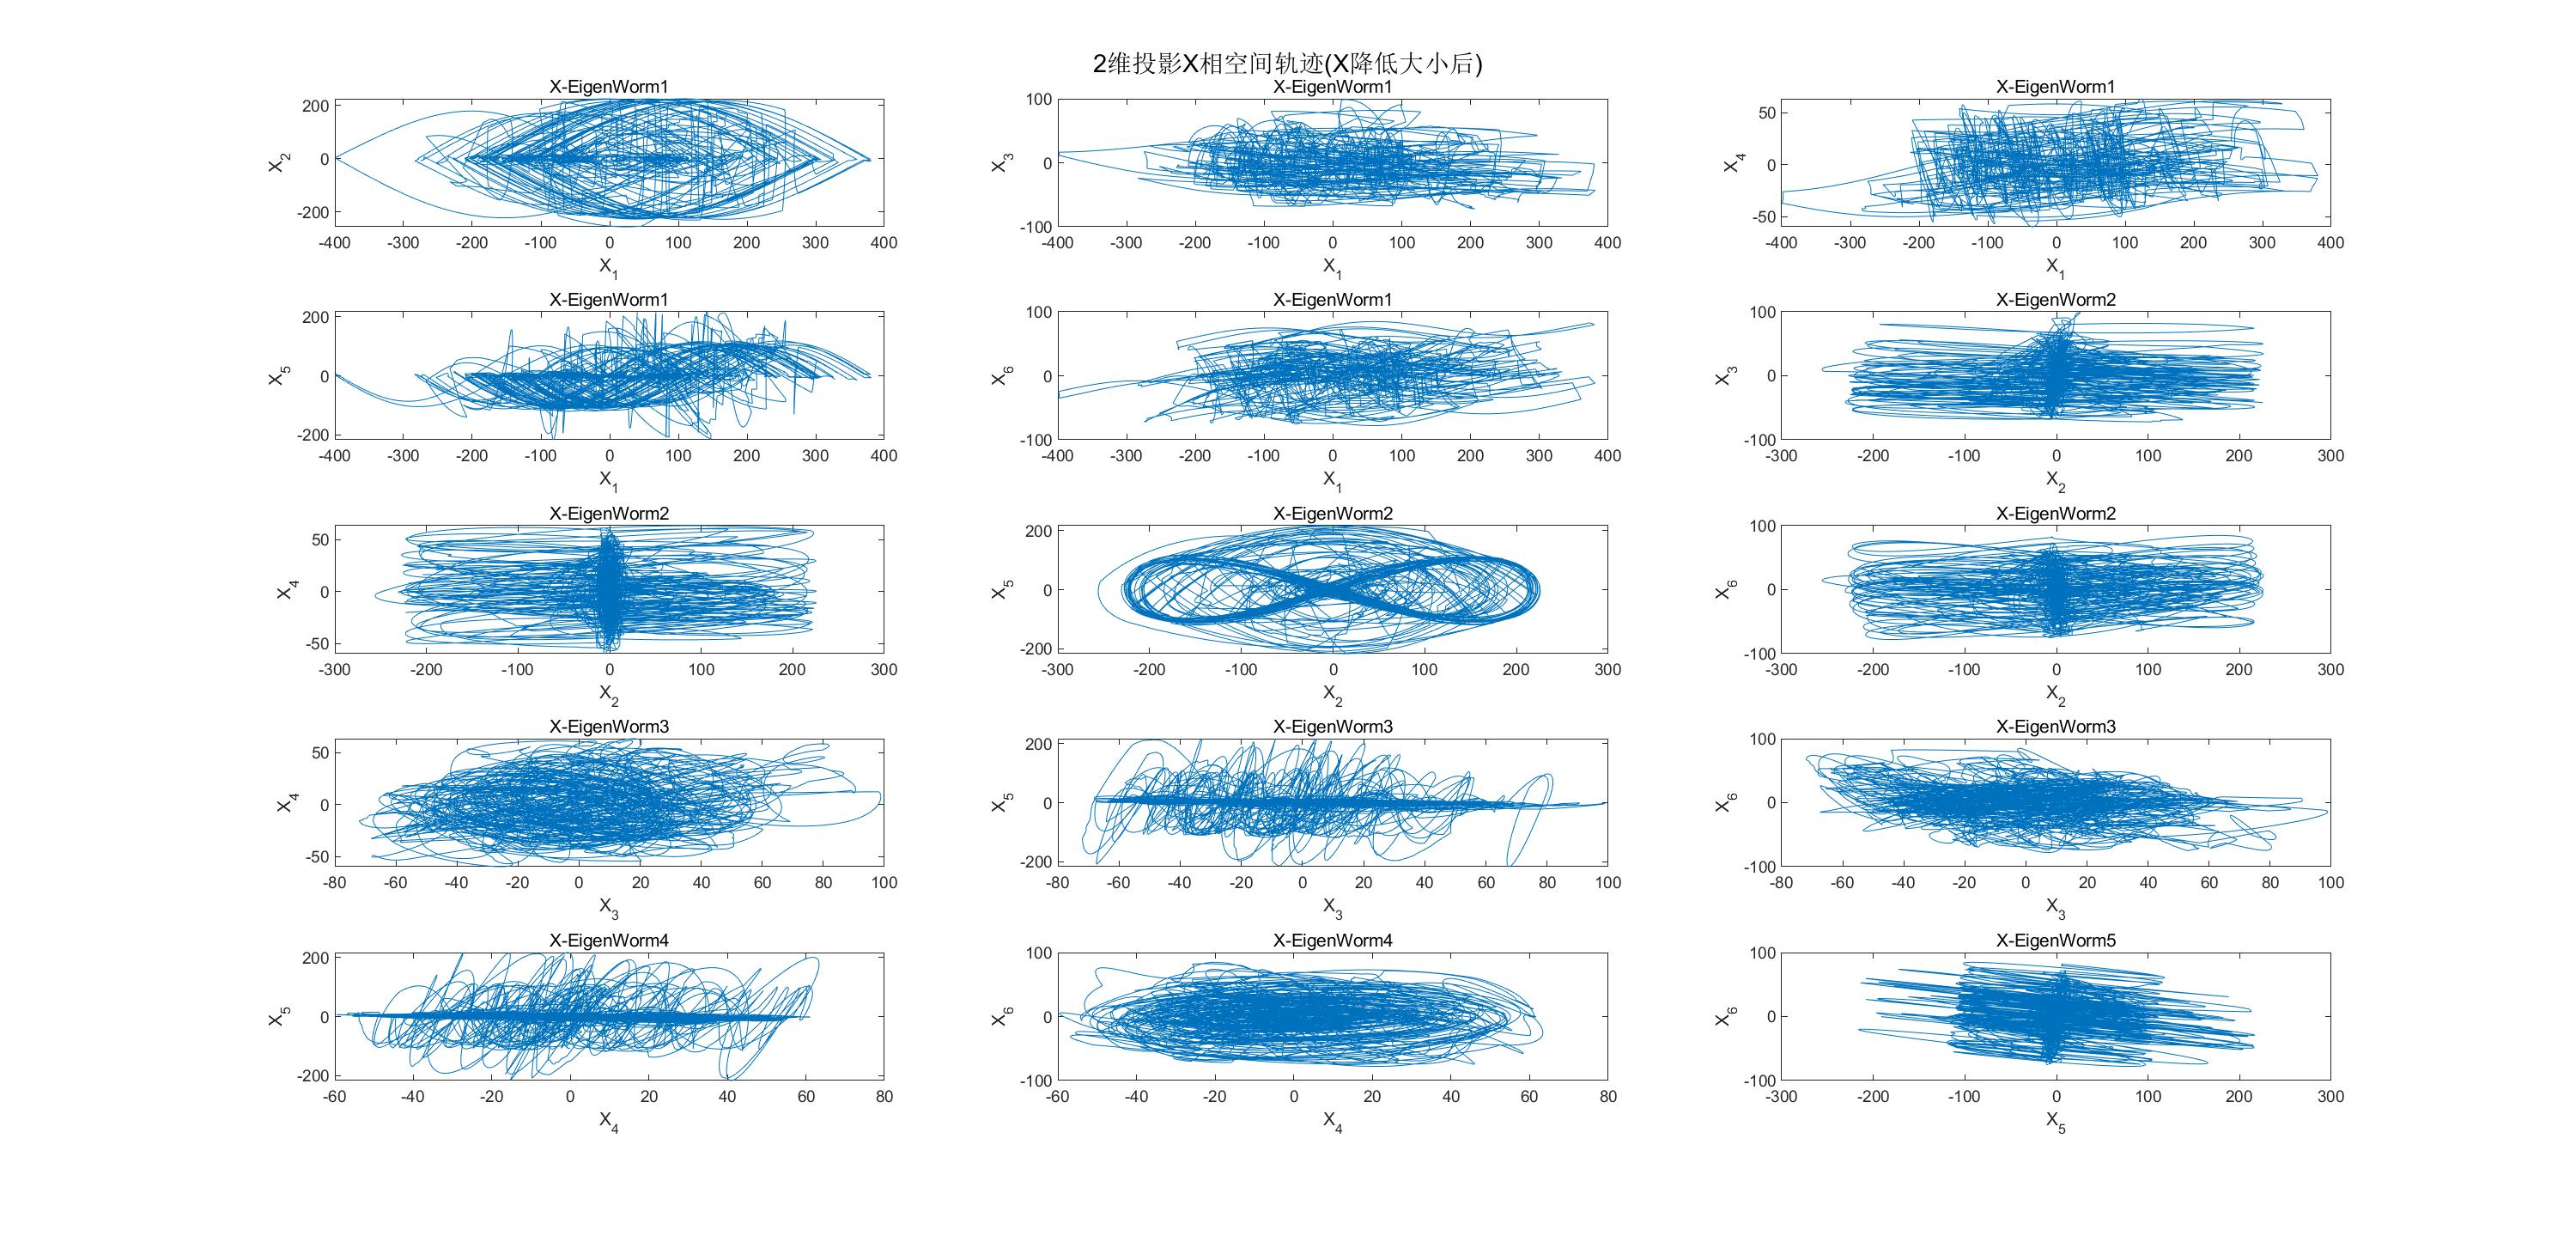 2维投影X相空间轨迹(X降低大小后)
X-EigenWorm1
200
0
-200
X2
-400 -300 -200 -100 0 100 200 300 400
X1
X-EigenWorm1
100
0
-100
X3
-400 -300 -200 -100 0 100 200 300 400
X1
X-EigenWorm1
50
0
-50
X4
-400 -300 -200 -100 0 100 200 300 400
X1
X-EigenWorm1
200
0
-200
X5
-400 -300 -200 -100 0 100 200 300 400
X1
X-EigenWorm1
100
0
-100
X6
-400 -300 -200 -100 0 100 200 300 400
X1
X-EigenWorm2
100
0
-100
X3
-300 -200 -100 0 100 200 300
X2
X-EigenWorm2
50
0
-50
X4
-300 -200 -100 0 100 200 300
X2
X-EigenWorm2
200
0
-200
X5
-300 -200 -100 0 100 200 300
X2
X-EigenWorm2
100
0
-100
X6
-300 -200 -100 0 100 200 300
X2
X-EigenWorm3
50
0
-50
X4
-80 -60 -40 -20 0 20 40 60 80 100
X3
X-EigenWorm3
200
0
-200
X5
-80 -60 -40 -20 0 20 40 60 80 100
X3
X-EigenWorm3
100
0
-100
X6
-80 -60 -40 -20 0 20 40 60 80 100
X3
X-EigenWorm4
200
0
-200
X5
-60 -40 -20 0 20 40 60 80
X4
X-EigenWorm4
100
0
-100
X6
-60 -40 -20 0 20 40 60 80
X4
X-EigenWorm5
100
0
-100
X6
-300 -200 -100 0 100 200 300
X5